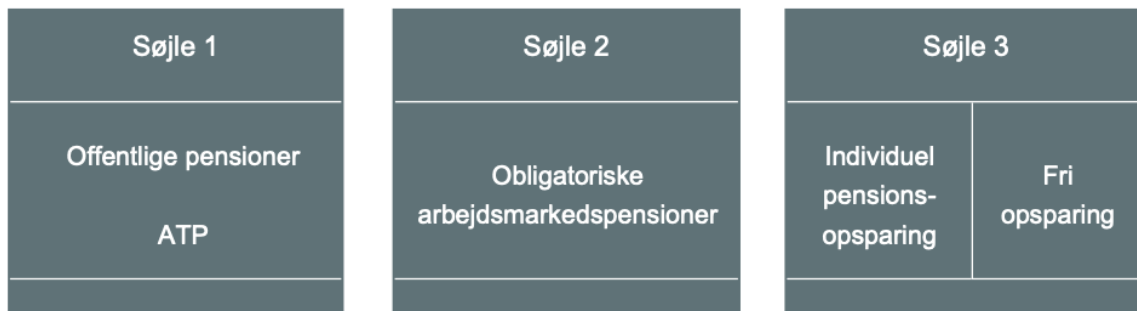 Søjle 1
Offentlige pensioner
ATP
Søjle 2
Obligatoriske
arbejdsmarkedspensioner
Søjle 3
Individuel
pensions-
opsparing
Fri
opsparing